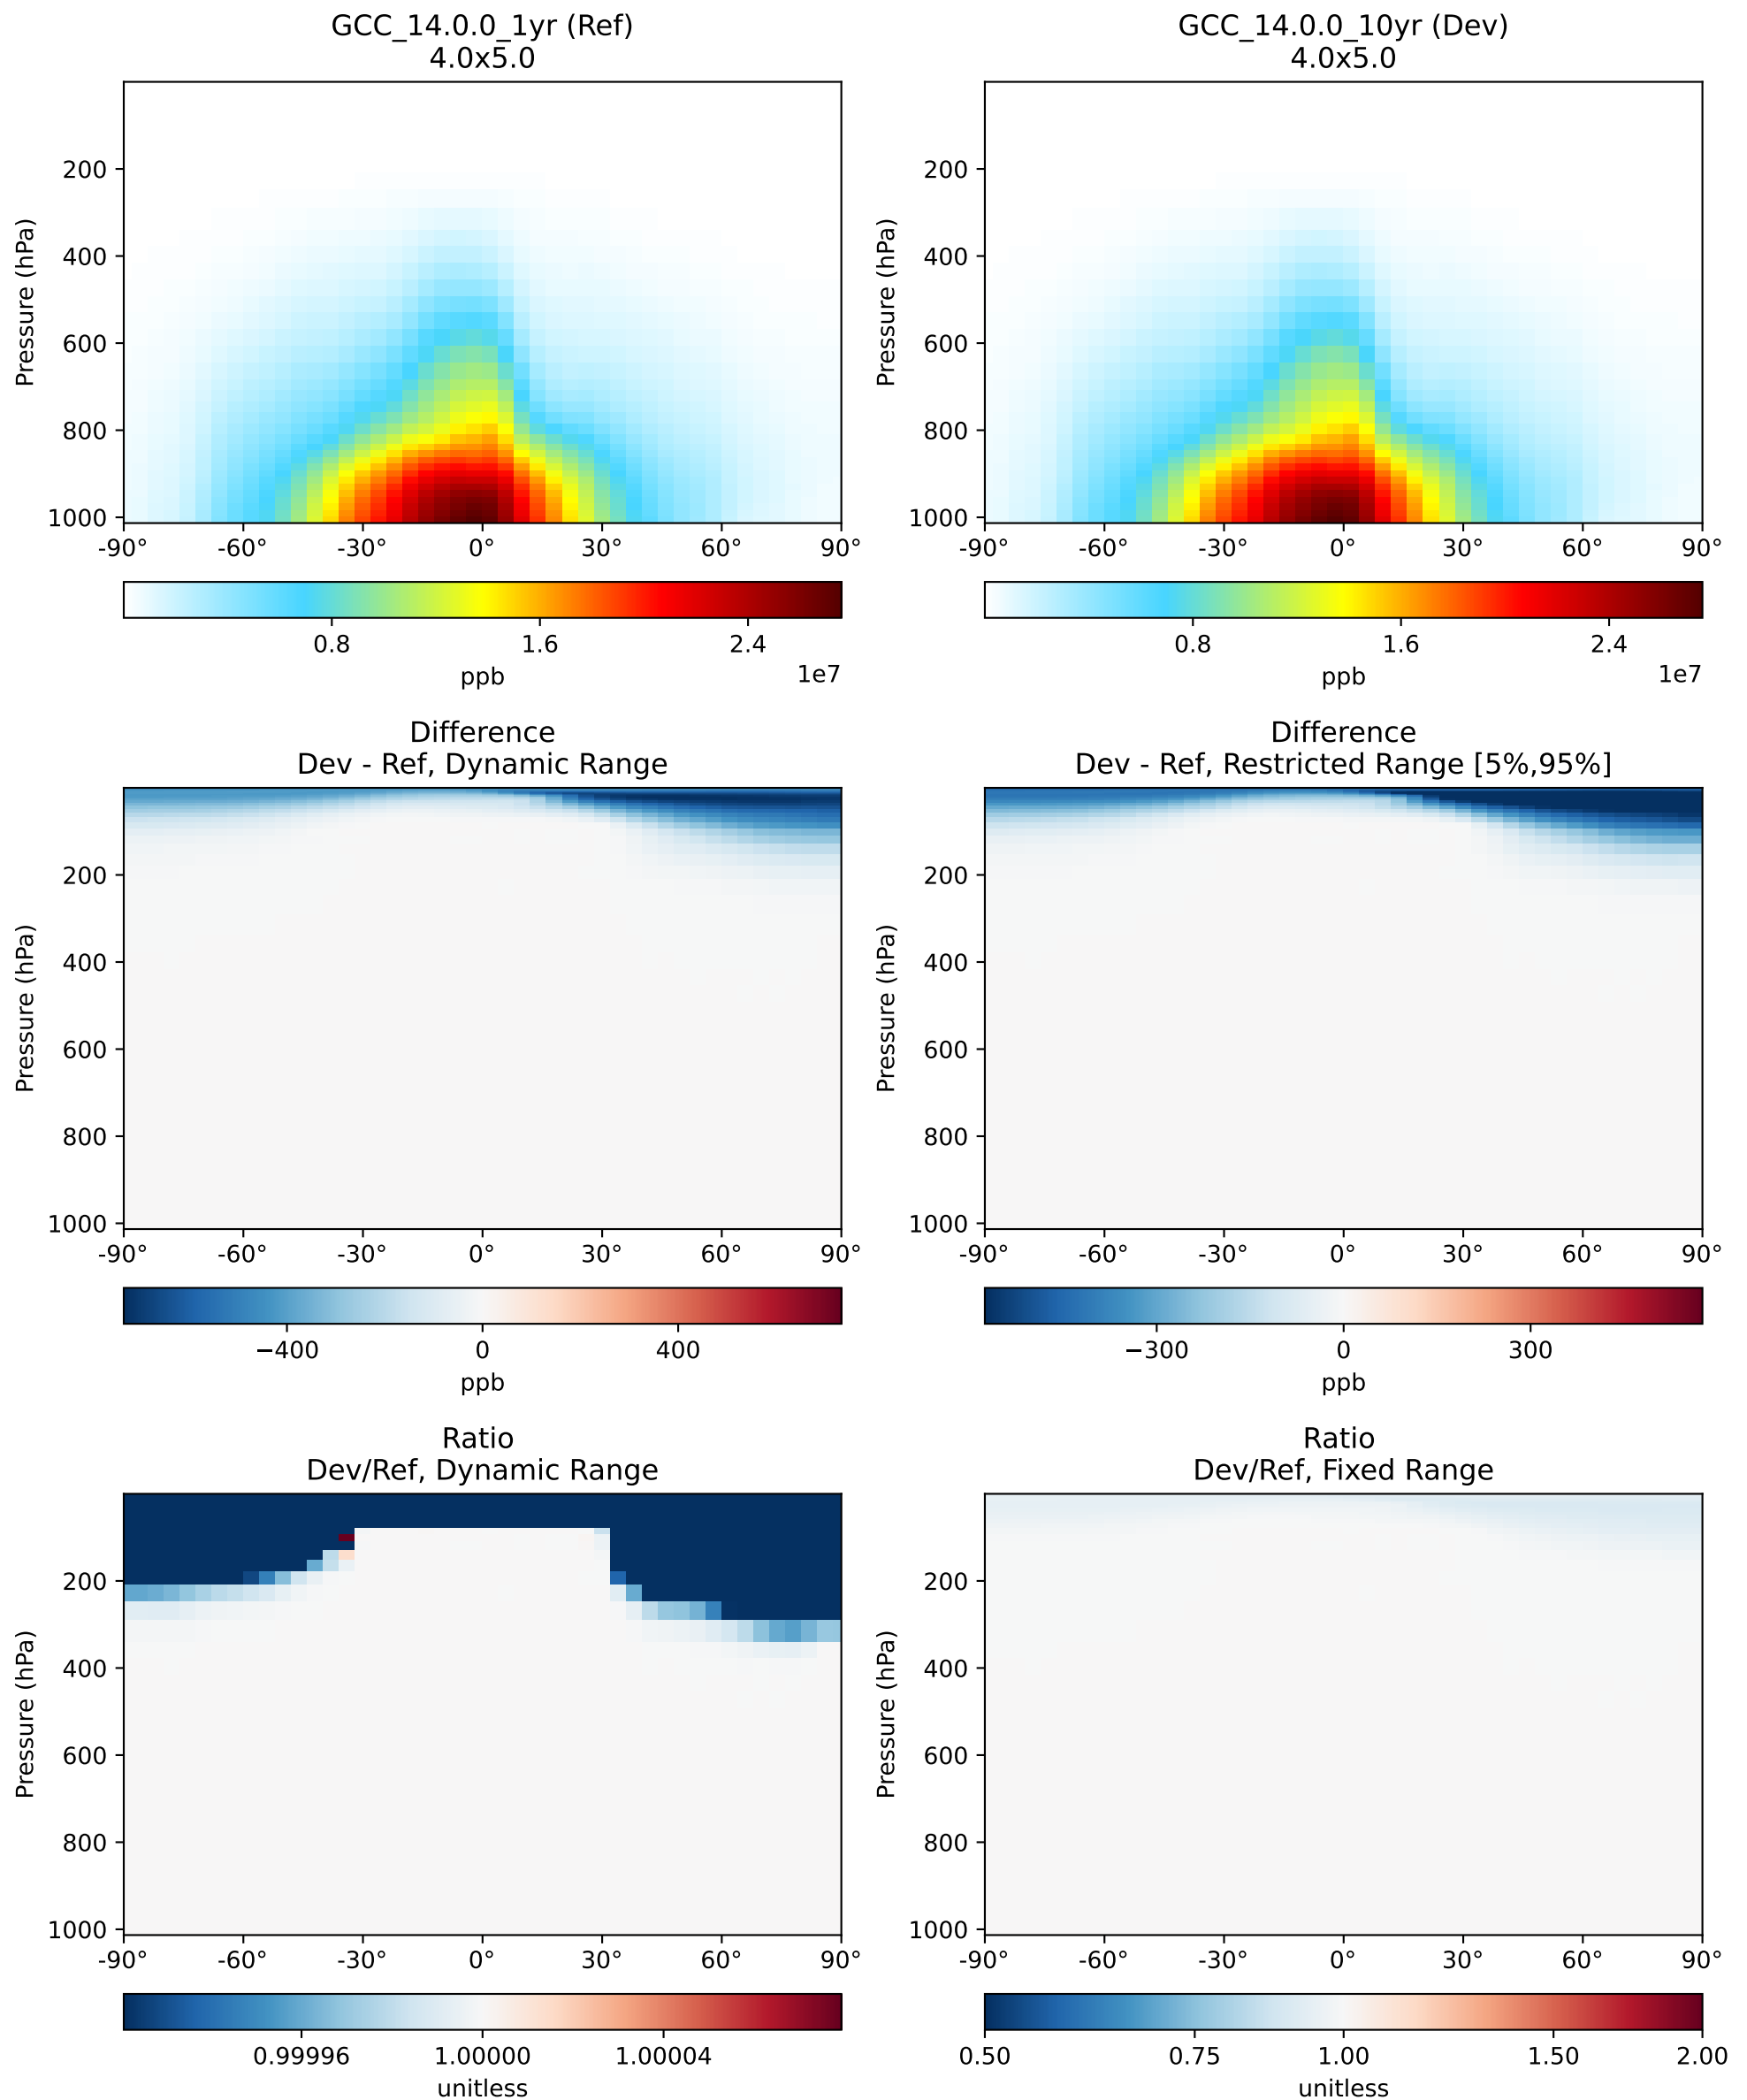 GCC_14.0.0_1yr (Ref)
4.0x5.0
Pressure (hPa)
200
400
600
800
1000
-90° -60° -30° 0° 30° 60° 90°
0.8 1.6 2.4
ppb
1e7
GCC_14.0.0_10yr (Dev)
4.0x5.0
Pressure (hPa)
200
400
600
800
1000
-90° -60° -30° 0° 30° 60° 90°
0.8 1.6 2.4
ppb
1e7
Difference
Dev - Ref, Dynamic Range
Pressure (hPa)
200
400
600
800
1000
-90° -60° -30° 0° 30° 60° 90°
−400 0 400
ppb
Difference
Dev - Ref, Restricted Range [5%,95%]
Pressure (hPa)
200
400
600
800
1000
-90° -60° -30° 0° 30° 60° 90°
−300 0 300
ppb
Ratio
Dev/Ref, Dynamic Range
Pressure (hPa)
200
400
600
800
1000
-90° -60° -30° 0° 30° 60° 90°
0.99996 1.00000 1.00004
unitless
Ratio
Dev/Ref, Fixed Range
Pressure (hPa)
200
400
600
800
1000
-90° -60° -30° 0° 30° 60° 90°
0.50 0.75 1.00 1.50 2.00
unitless